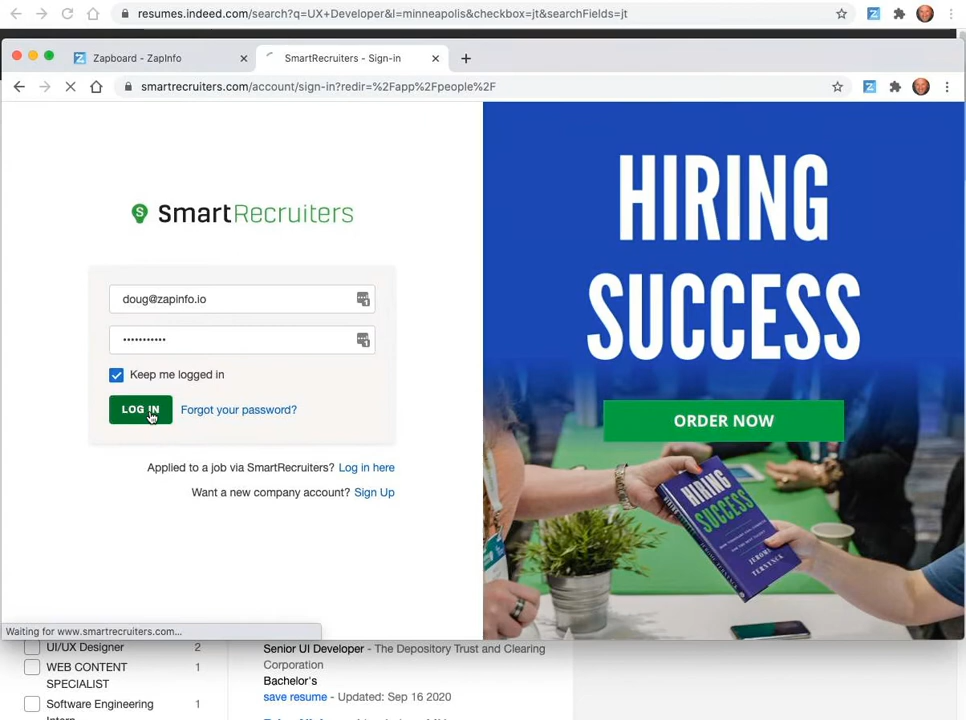 resumes.indeed.com/search?q=UX+Developer&l=minneapolis&checkbox=jt&searchFields=jt
Zapboard - ZapInfo
SmartRecruiters - Sign-in
smartrecruiters.com/account/sign-in?redir=%2Fapp%2Fpeople%2F
SmartRecruiters
doug@zapinfo.io
•••••••••••
Keep me logged in
LOG IN
Forgot your password?
Applied to a job via SmartRecruiters? Log in here
Want a new company account? Sign Up
HIRING
SUCCESS
ORDER NOW
HIRING
SUCCESS
Waiting for www.smartrecruiters.com...
UI/UX Designer 2
WEB CONTENT 1
SPECIALIST
Software Engineering 1
Senior UI Developer - The Depository Trust and Clearing
Corporation
Bachelor's
save resume - Updated: Sep 16 2020